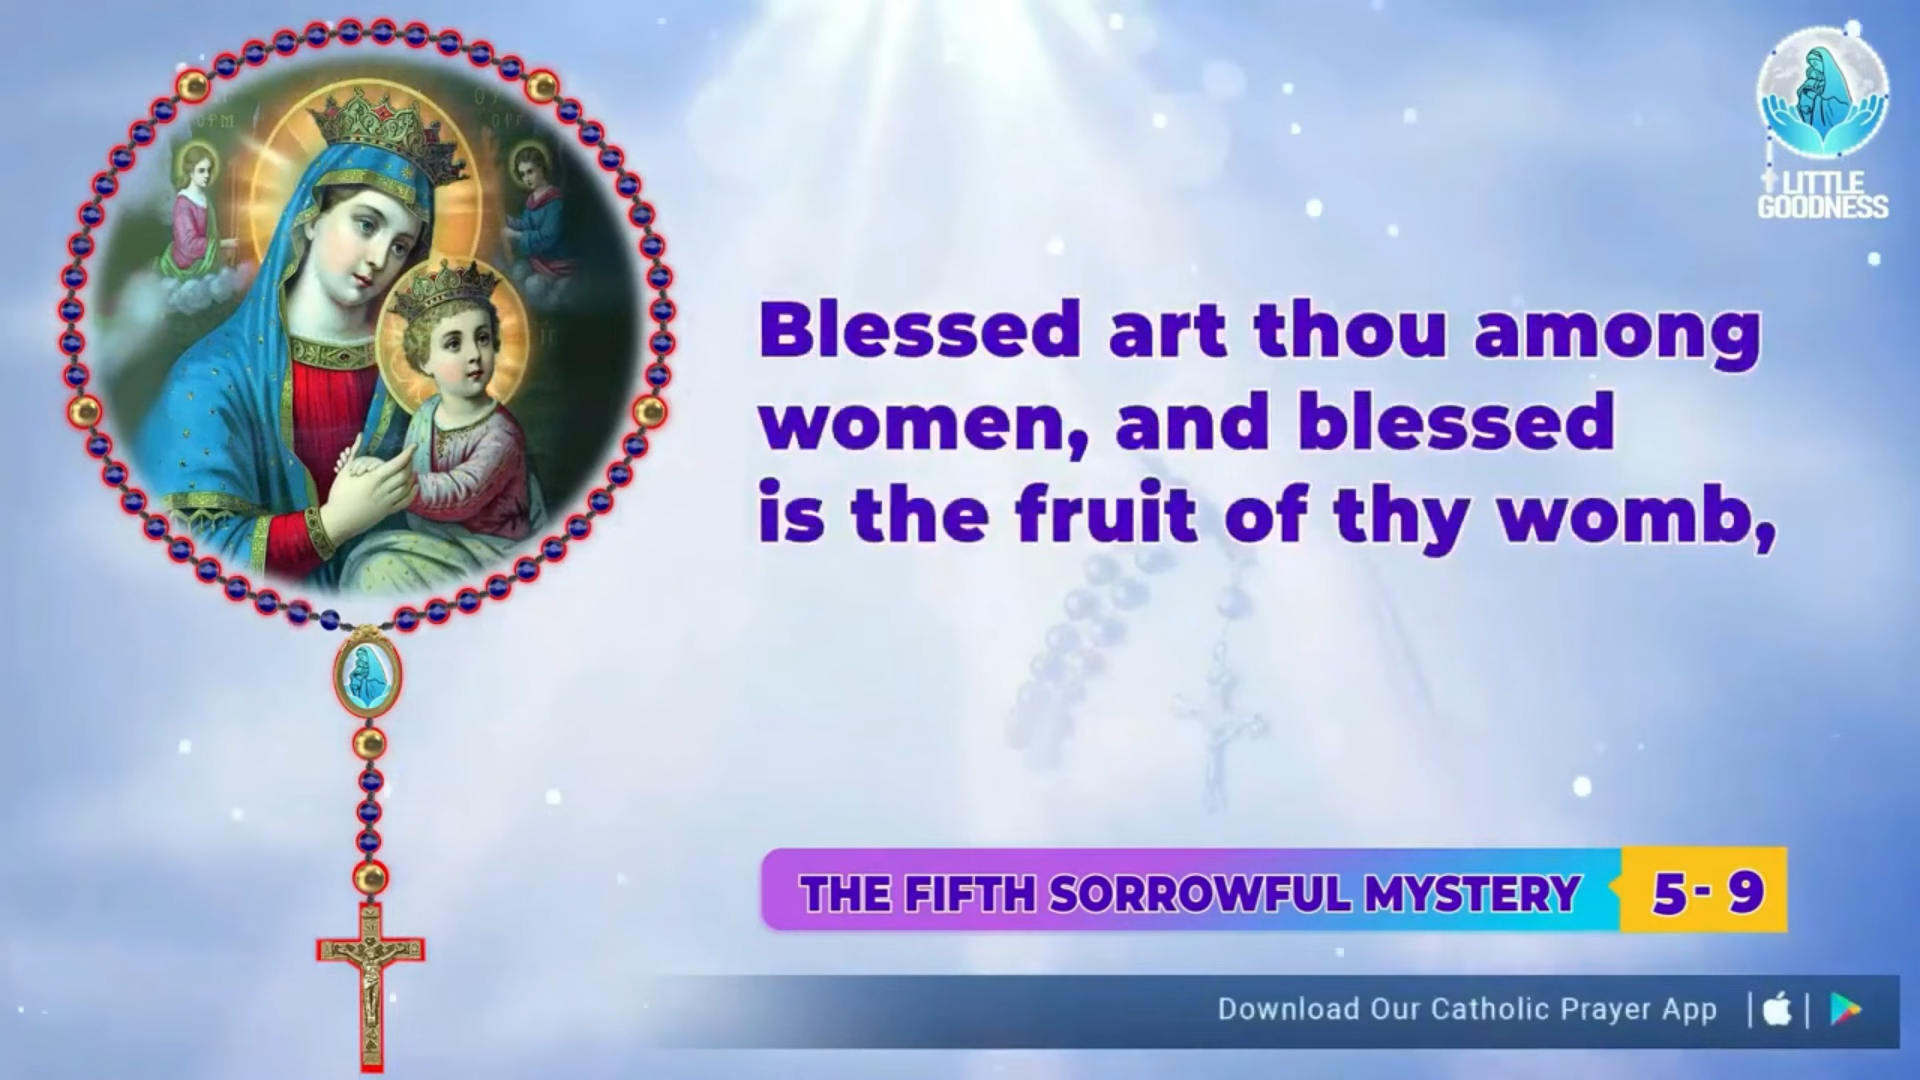 LITTLE
GOODNESS
Blessed art thou among
women, and blessed
is the fruit of thy womb,
THE FIFTH SORROWFUL MYSTERY 5- 9
Download Our Catholic Prayer App